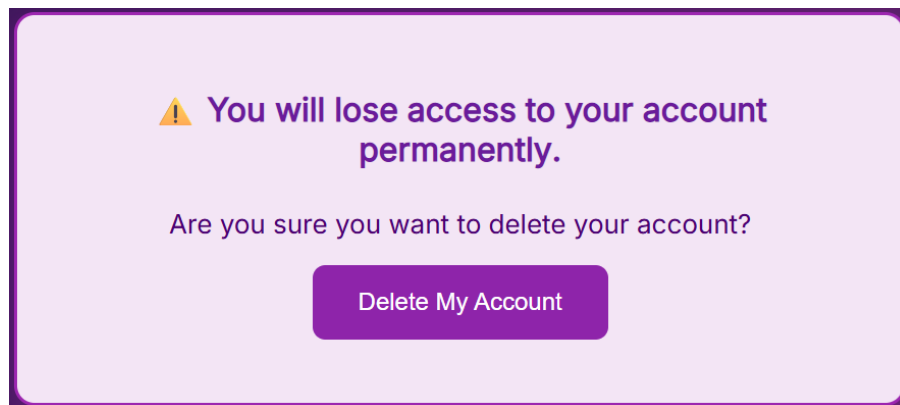 ⚠️ You will lose access to your account
permanently.
Are you sure you want to delete your account?
Delete My Account